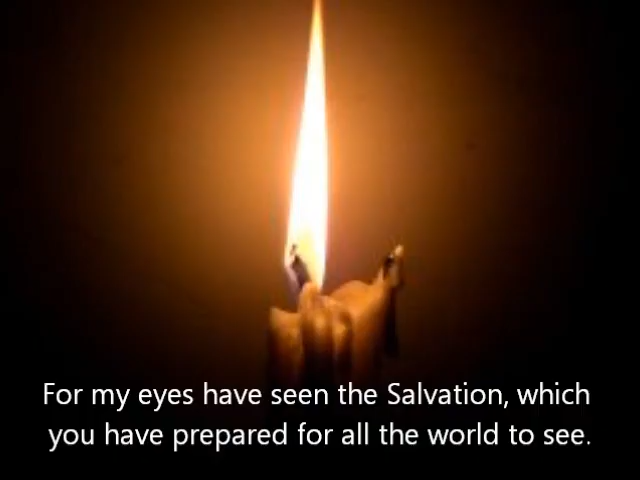 For my eyes have seen the Salvation, which
you have prepared for all the world to see.